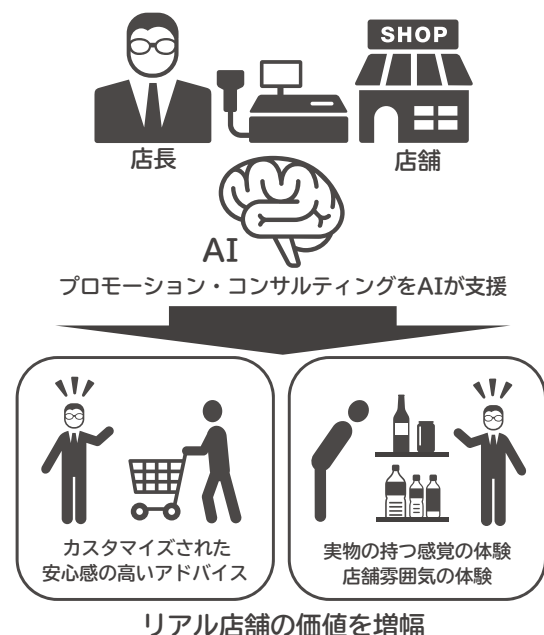 SHOP
店長
店舗
AI
プロモーション・コンサルティングをAIが支援
カスタマイズされた
安心感の高いアドバイス
実物の持つ感覚の体験
店舗雰囲気の体験
リアル店舗の価値を増幅